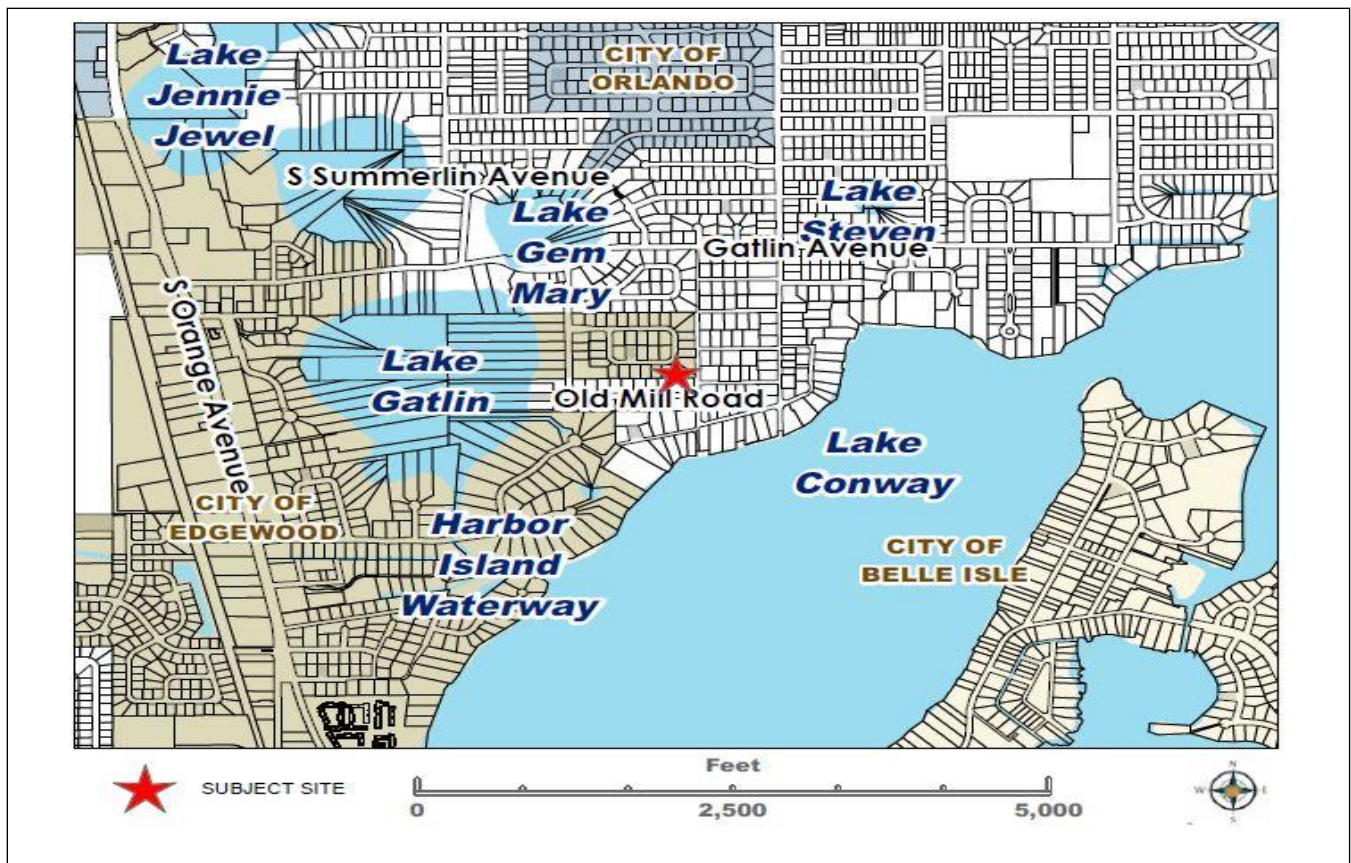 Lake
Jennie
Jewel
CITY OF
ORLANDO
S Summerlin Avenue
Lake
Gem
Mary
Lake
Steven
Gatlin Avenue
S Orange Avenue
Lake
Gatlin
Old Mill Road
Lake
Conway
CITY OF
EDGEWOOD
Harbor
Island
Waterway
CITY OF
BELLE ISLE
SUBJECT SITE
Feet
0
2,500
5,000
N
W
E
S